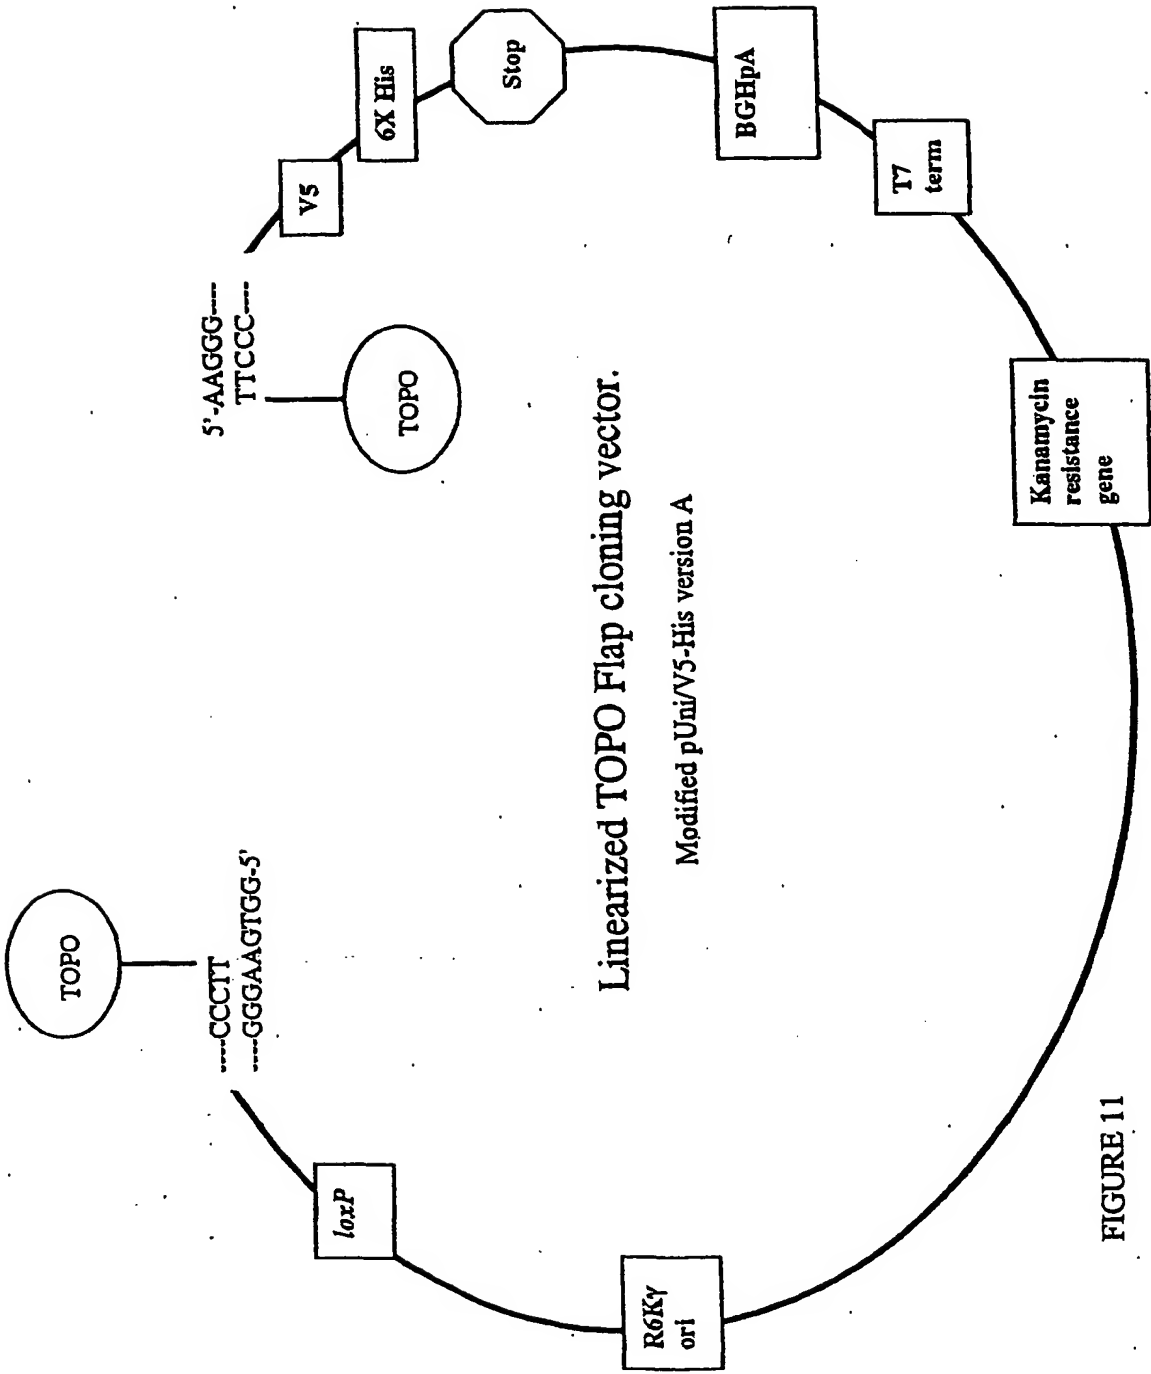 TOPO
----CCCTT
----GGGAAGTGG-5'
5'-AAGGG----
TTCCC----
TOPO
V5
6X His
Stop
BGHpA
T7
term
Kanamycin
resistance
gene
R6Kγ
ori
loxP
Linearized TOPO Flap cloning vector.
Modified pUni/V5-His version A
FIGURE 11